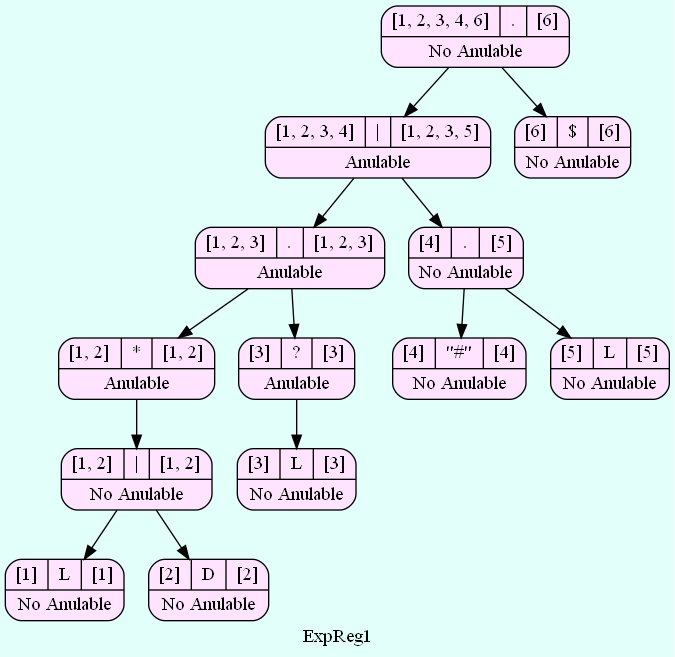 [1, 2, 3, 4, 6] . [6]
No Anulable
[1, 2, 3, 4] | [1, 2, 3, 5]
Anulable
[6] $ [6]
No Anulable
[1, 2, 3] . [1, 2, 3]
Anulable
[4] . [5]
No Anulable
[1, 2] * [1, 2]
Anulable
[3] ? [3]
Anulable
[4] "#" [4]
No Anulable
[5] L [5]
No Anulable
[1, 2] | [1, 2]
No Anulable
[3] L [3]
No Anulable
[1] L [1]
No Anulable
[2] D [2]
No Anulable
ExpReg1